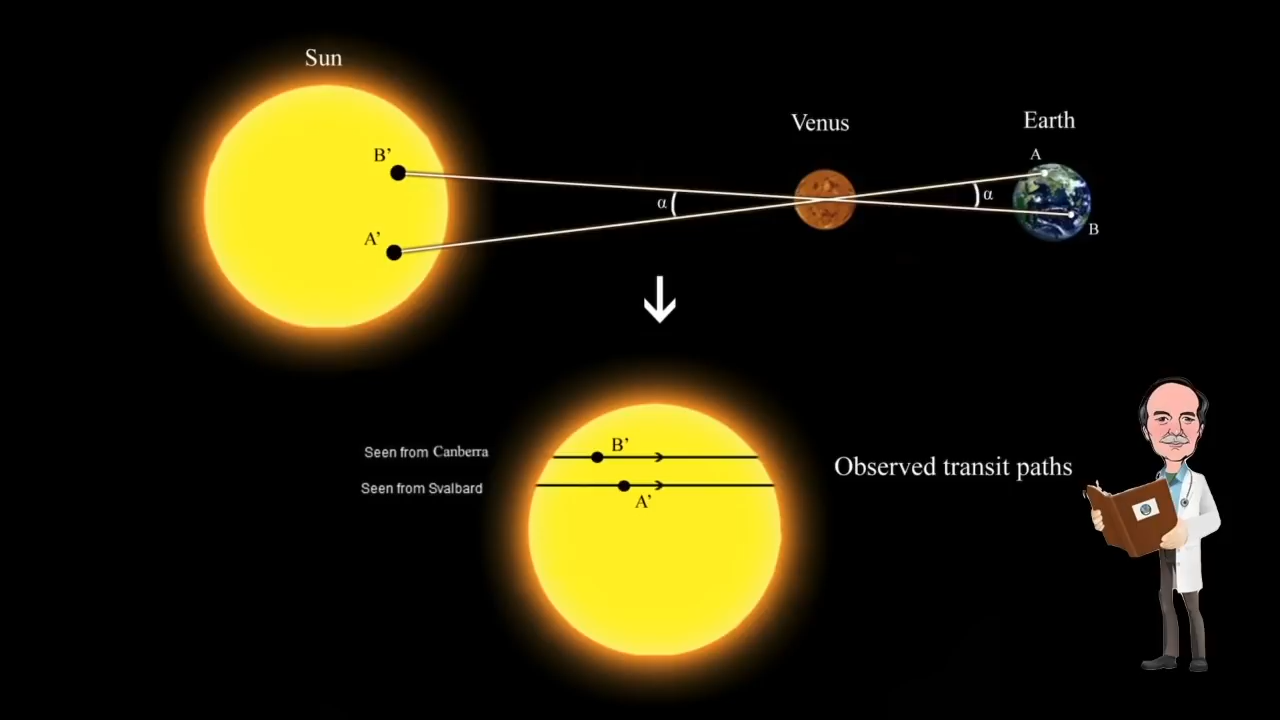 Sun
Venus
Earth
A
B’
α
α
A’
B
B’
Seen from Canberra
Seen from Svalbard
A’
Observed transit paths